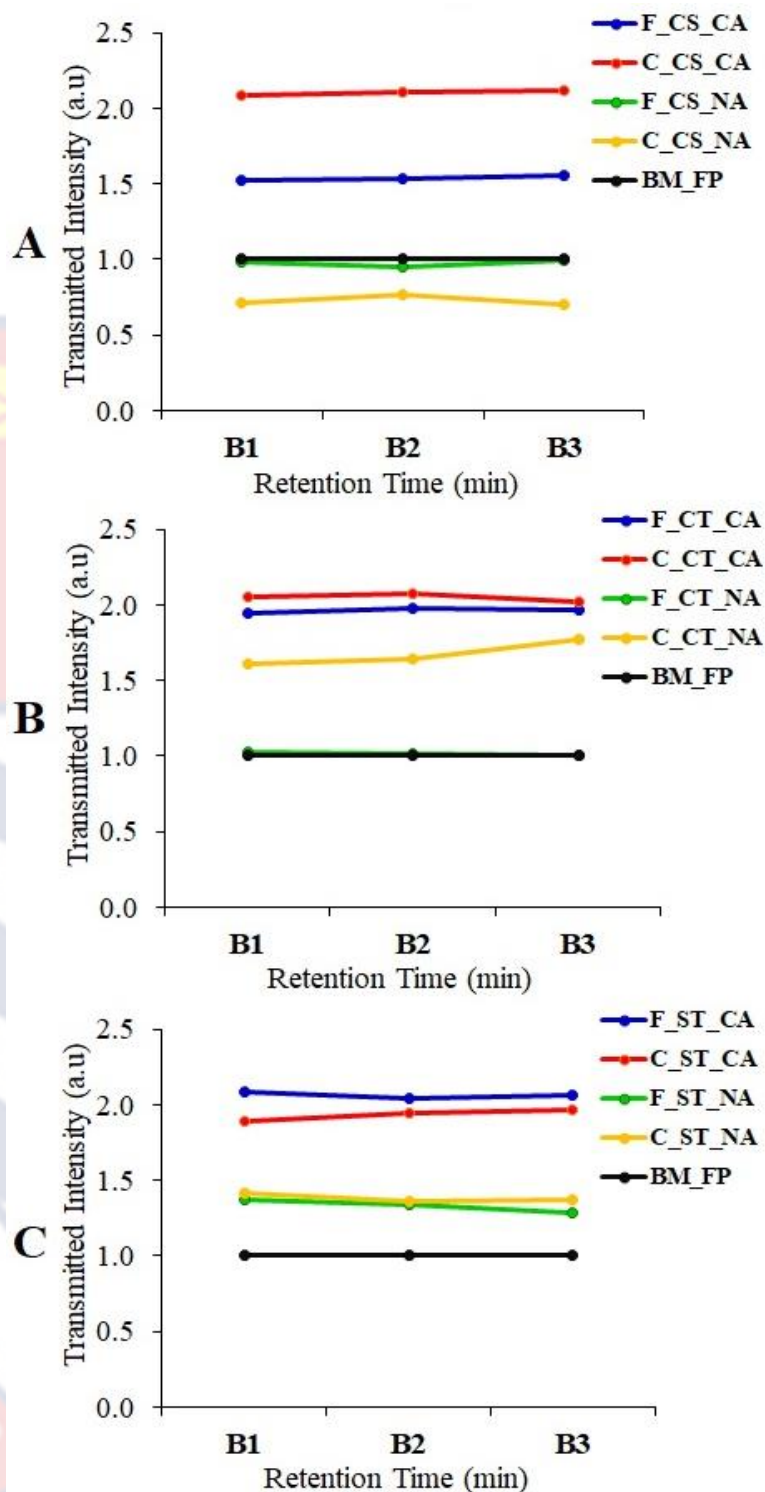 A
Transmitted Intensity (a.u)
2.5
2.0
1.5
1.0
0.5
0.0
B1 B2 B3
Retention Time (min)
F_CS_CA
C_CS_CA
F_CS_NA
C_CS_NA
BM_FP
B
Transmitted Intensity (a.u)
2.5
2.0
1.5
1.0
0.5
0.0
B1 B2 B3
Retention Time (min)
F_CT_CA
C_CT_CA
F_CT_NA
C_CT_NA
BM_FP
C
Transmitted Intensity (a.u)
2.5
2.0
1.5
1.0
0.5
0.0
B1 B2 B3
Retention Time (min)
F_ST_CA
C_ST_CA
F_ST_NA
C_ST_NA
BM_FP